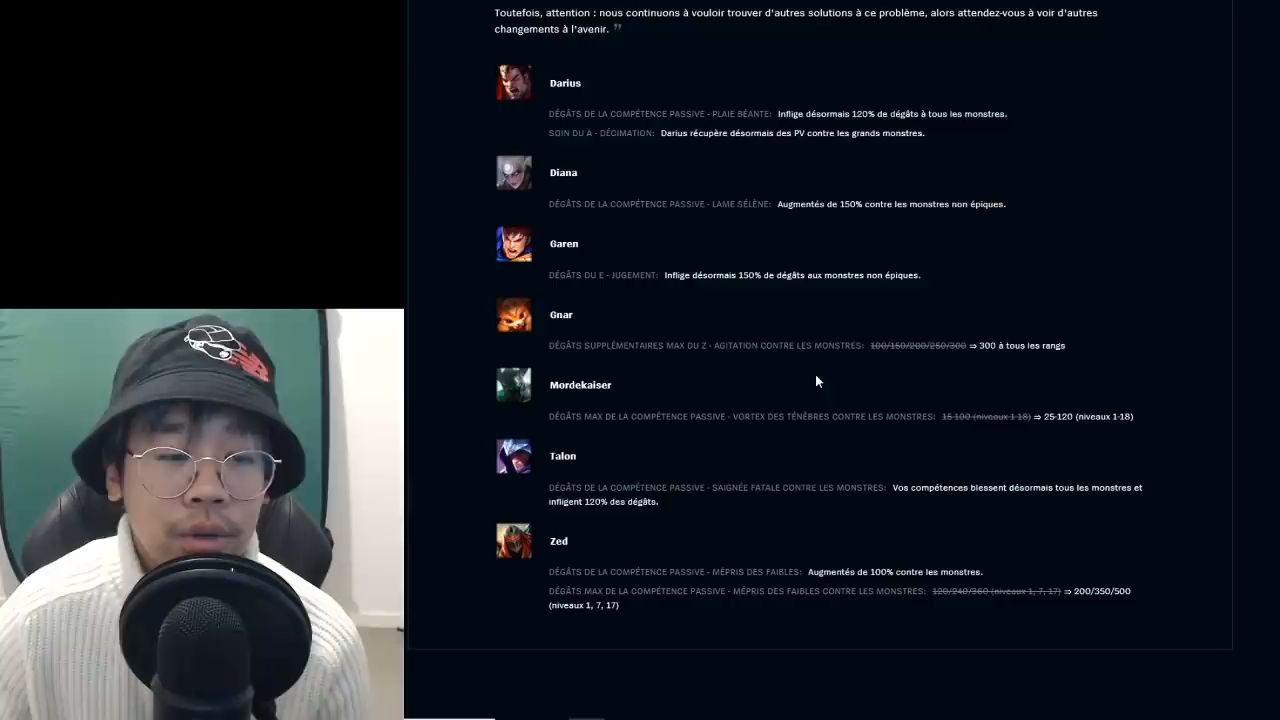 Toutefois, attention : nous continuons à vouloir trouver d'autres solutions à ce problème, alors attendez-vous à voir d'autres
changements à l'avenir. ”
Darius
DÉGÂTS DE LA COMPÉTENCE PASSIVE - PLAIE BÉANTE: Inflige désormais 120% de dégâts à tous les monstres.
SOIN DU A - DÉCIMATION: Darius récupère désormais des PV contre les grands monstres.
Diana
DÉGÂTS DE LA COMPÉTENCE PASSIVE - LAME SÉLÈNE: Augmentés de 150% contre les monstres non épiques.
Garen
DÉGÂTS DU E - JUGEMENT: Inflige désormais 150% de dégâts aux monstres non épiques.
Gnar
DÉGÂTS SUPPLÉMENTAIRES MAX DU Z - AGITATION CONTRE LES MONSTRES: 100/150/200/250/300 ⇒ 300 à tous les rangs
Mordekaiser
DÉGÂTS MAX DE LA COMPÉTENCE PASSIVE - VORTEX DES TÉNÈBRES CONTRE LES MONSTRES: 15-100 (niveaux 1-18) ⇒ 25-120 (niveaux 1-18)
Talon
DÉGÂTS DE LA COMPÉTENCE PASSIVE - SAIGNÉE FATALE CONTRE LES MONSTRES: Vos compétences blessent désormais tous les monstres et
infligent 120% des dégâts.
Zed
DÉGÂTS DE LA COMPÉTENCE PASSIVE - MÉPRIS DES FAIBLES: Augmentés de 100% contre les monstres.
DÉGÂTS MAX DE LA COMPÉTENCE PASSIVE - MÉPRIS DES FAIBLES CONTRE LES MONSTRES: 120/240/360 (niveaux 1, 7, 17) ⇒ 200/350/500
(niveaux 1, 7, 17)